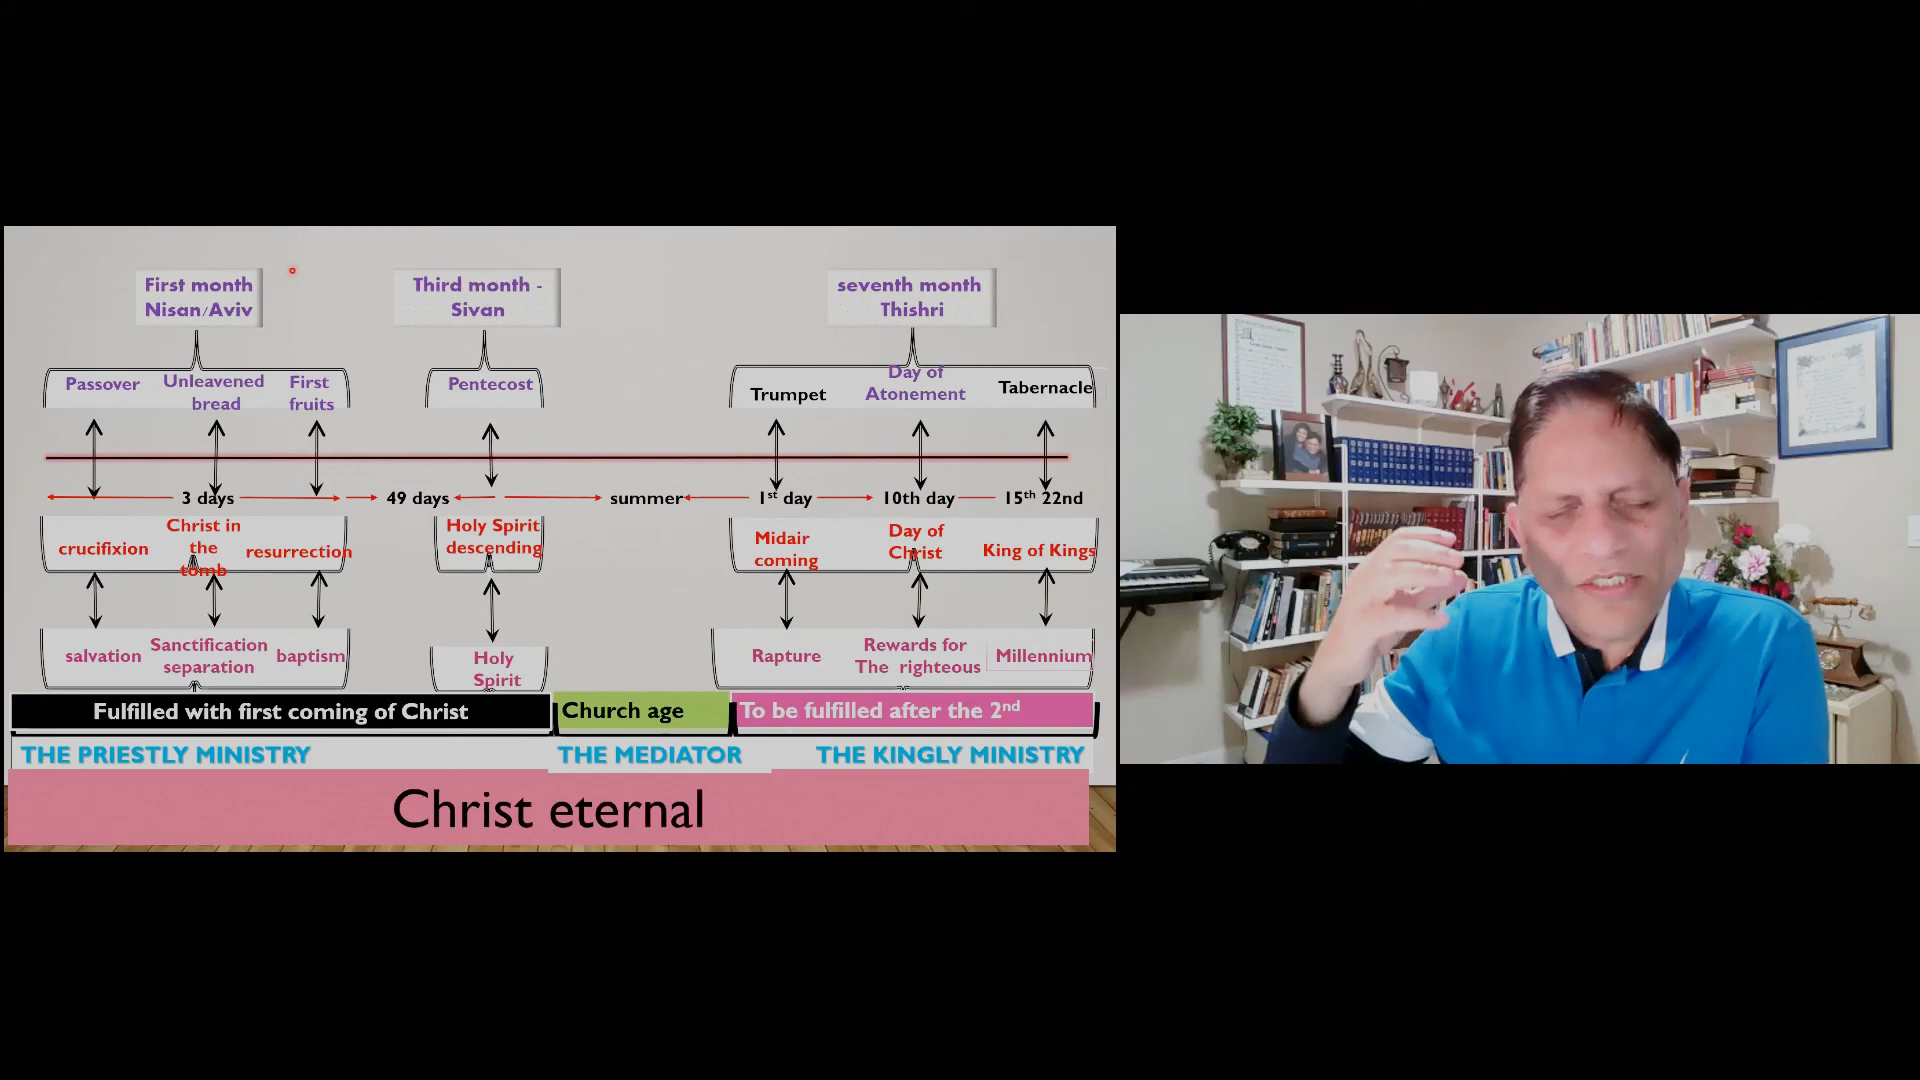 First month
Nisan/Aviv
Third month -
Sivan
seventh month
Thishri
Passover
Unleavened
bread
First
fruits
Pentecost
Trumpet
Day of
Atonement
Tabernacle
3 days
49 days
summer
1st day
10th day
15th 22nd
crucifixion
Christ in
the
tomb
resurrection
Holy Spirit
descending
Midair
coming
Day of
Christ
King of Kings
salvation
Sanctification
separation
baptism
Holy
Spirit
Rapture
Rewards for
The righteous
Millennium
Fulfilled with first coming of Christ
Church age
To be fulfilled after the 2nd
THE PRIESTLY MINISTRY
THE MEDIATOR
THE KINGLY MINISTRY
Christ eternal